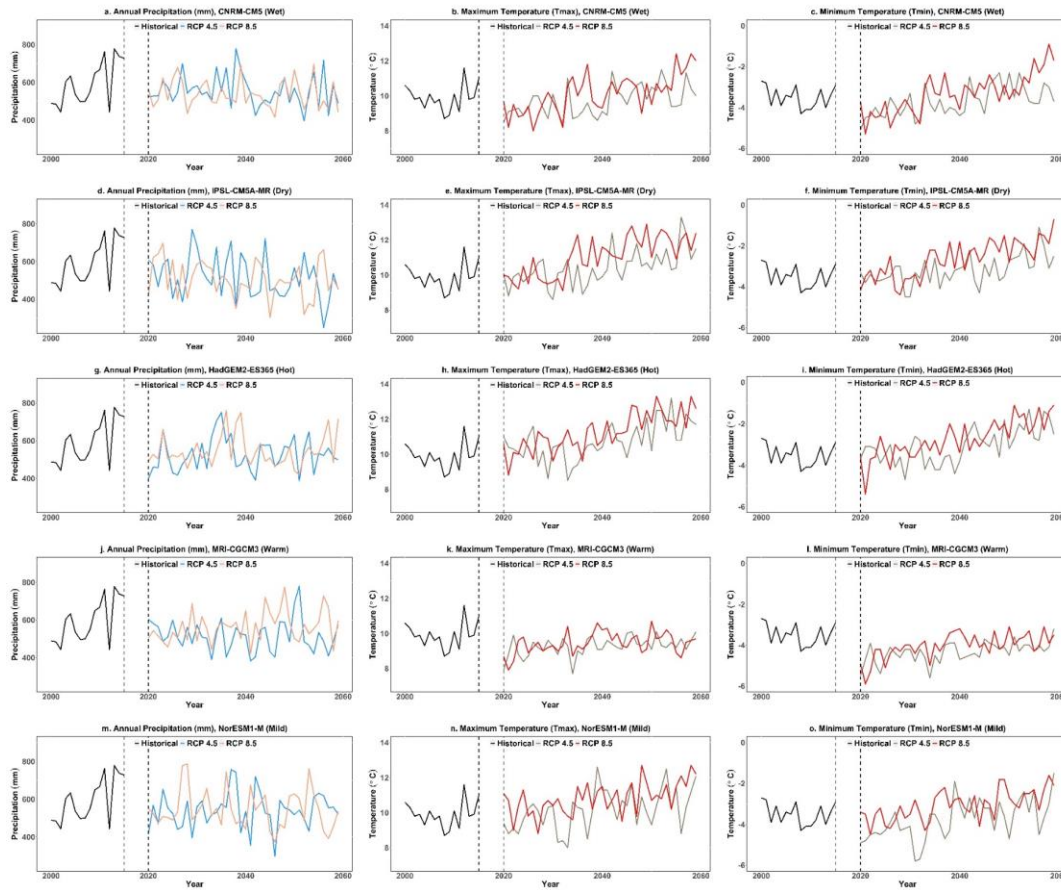 a. Annual Precipitation (mm), CNRM-CM5 (Wet)
Historical RCP 4.5 RCP 8.5
Precipitation (mm)
800
600
400
2000 2020 2040 2060
Year
b. Maximum Temperature (Tmax), CNRM-CM5 (Wet)
Historical RCP 4.5 RCP 8.5
Temperature (° C)
14
12
10
8
2000 2020 2040 2060
Year
c. Minimum Temperature (Tmin), CNRM-CM5 (Wet)
Historical RCP 4.5 RCP 8.5
Temperature (° C)
0
-2
-4
-6
2000 2020 2040 2060
Year
d. Annual Precipitation (mm), IPSL-CM5A-MR (Dry)
Historical RCP 4.5 RCP 8.5
Precipitation (mm)
800
600
400
2000 2020 2040 2060
Year
e. Maximum Temperature (Tmax), IPSL-CM5A-MR (Dry)
Historical RCP 4.5 RCP 8.5
Temperature (° C)
14
12
10
8
2000 2020 2040 2060
Year
f. Minimum Temperature (Tmin), IPSL-CM5A-MR (Dry)
Historical RCP 4.5 RCP 8.5
Temperature (° C)
0
-2
-4
-6
2000 2020 2040 2060
Year
g. Annual Precipitation (mm), HadGEM2-ES365 (Hot)
Historical RCP 4.5 RCP 8.5
Precipitation (mm)
800
600
400
2000 2020 2040 2060
Year
h. Maximum Temperature (Tmax), HadGEM2-ES365 (Hot)
Historical RCP 4.5 RCP 8.5
Temperature (° C)
14
12
10
8
2000 2020 2040 2060
Year
i. Minimum Temperature (Tmin), HadGEM2-ES365 (Hot)
Historical RCP 4.5 RCP 8.5
Temperature (° C)
0
-2
-4
-6
2000 2020 2040 2060
Year
j. Annual Precipitation (mm), MRI-CGCM3 (Warm)
Historical RCP 4.5 RCP 8.5
Precipitation (mm)
800
600
400
2000 2020 2040 2060
Year
k. Maximum Temperature (Tmax), MRI-CGCM3 (Warm)
Historical RCP 4.5 RCP 8.5
Temperature (° C)
14
12
10
8
2000 2020 2040 2060
Year
l. Minimum Temperature (Tmin), MRI-CGCM3 (Warm)
Historical RCP 4.5 RCP 8.5
Temperature (° C)
0
-2
-4
-6
2000 2020 2040 2060
Year
m. Annual Precipitation (mm), NorESM1-M (Mild)
Historical RCP 4.5 RCP 8.5
Precipitation (mm)
800
600
400
2000 2020 2040 2060
Year
n. Maximum Temperature (Tmax), NorESM1-M (Mild)
Historical RCP 4.5 RCP 8.5
Temperature (° C)
14
12
10
8
2000 2020 2040 2060
Year
o. Minimum Temperature (Tmin), NorESM1-M (Mild)
Historical RCP 4.5 RCP 8.5
Temperature (° C)
0
-2
-4
-6
2000 2020 2040 2060
Year